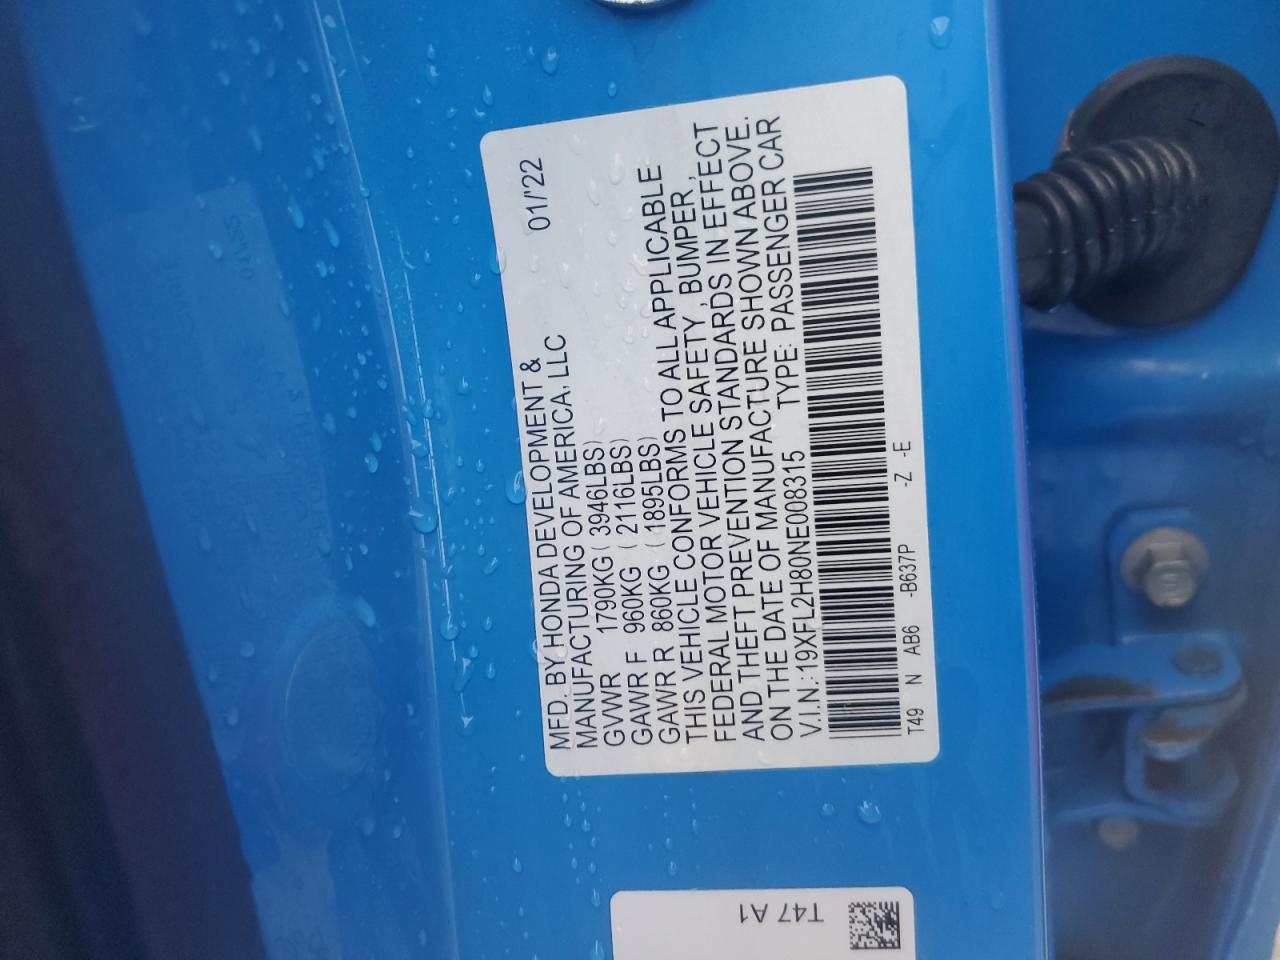 MFD. BY HONDA DEVELOPMENT &
MANUFACTURING OF AMERICA, LLC 01/'22
GVWR 1790KG ( 3946LBS)
GAWR F 960KG ( 2116LBS)
GAWR R 860KG ( 1895LBS)
THIS VEHICLE CONFORMS TO ALL APPLICABLE
FEDERAL MOTOR VEHICLE SAFETY , BUMPER ,
AND THEFT PREVENTION STANDARDS IN EFFECT
ON THE DATE OF MANUFACTURE SHOWN ABOVE.
V.I.N.:19XFL2H80NE008315 TYPE: PASSENGER CAR
T49 N AB6 -B637P -Z -E
T47 A1